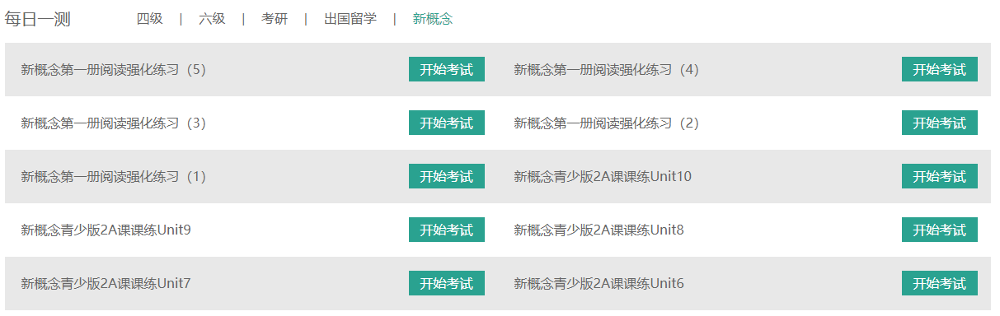 每日一测 四级 | 六级 | 考研 | 出国留学 | 新概念
新概念第一册阅读强化练习（5） 开始考试 新概念第一册阅读强化练习（4） 开始考试
新概念第一册阅读强化练习（3） 开始考试 新概念第一册阅读强化练习（2） 开始考试
新概念第一册阅读强化练习（1） 开始考试 新概念青少版2A课课练Unit10 开始考试
新概念青少版2A课课练Unit9 开始考试 新概念青少版2A课课练Unit8 开始考试
新概念青少版2A课课练Unit7 开始考试 新概念青少版2A课课练Unit6 开始考试